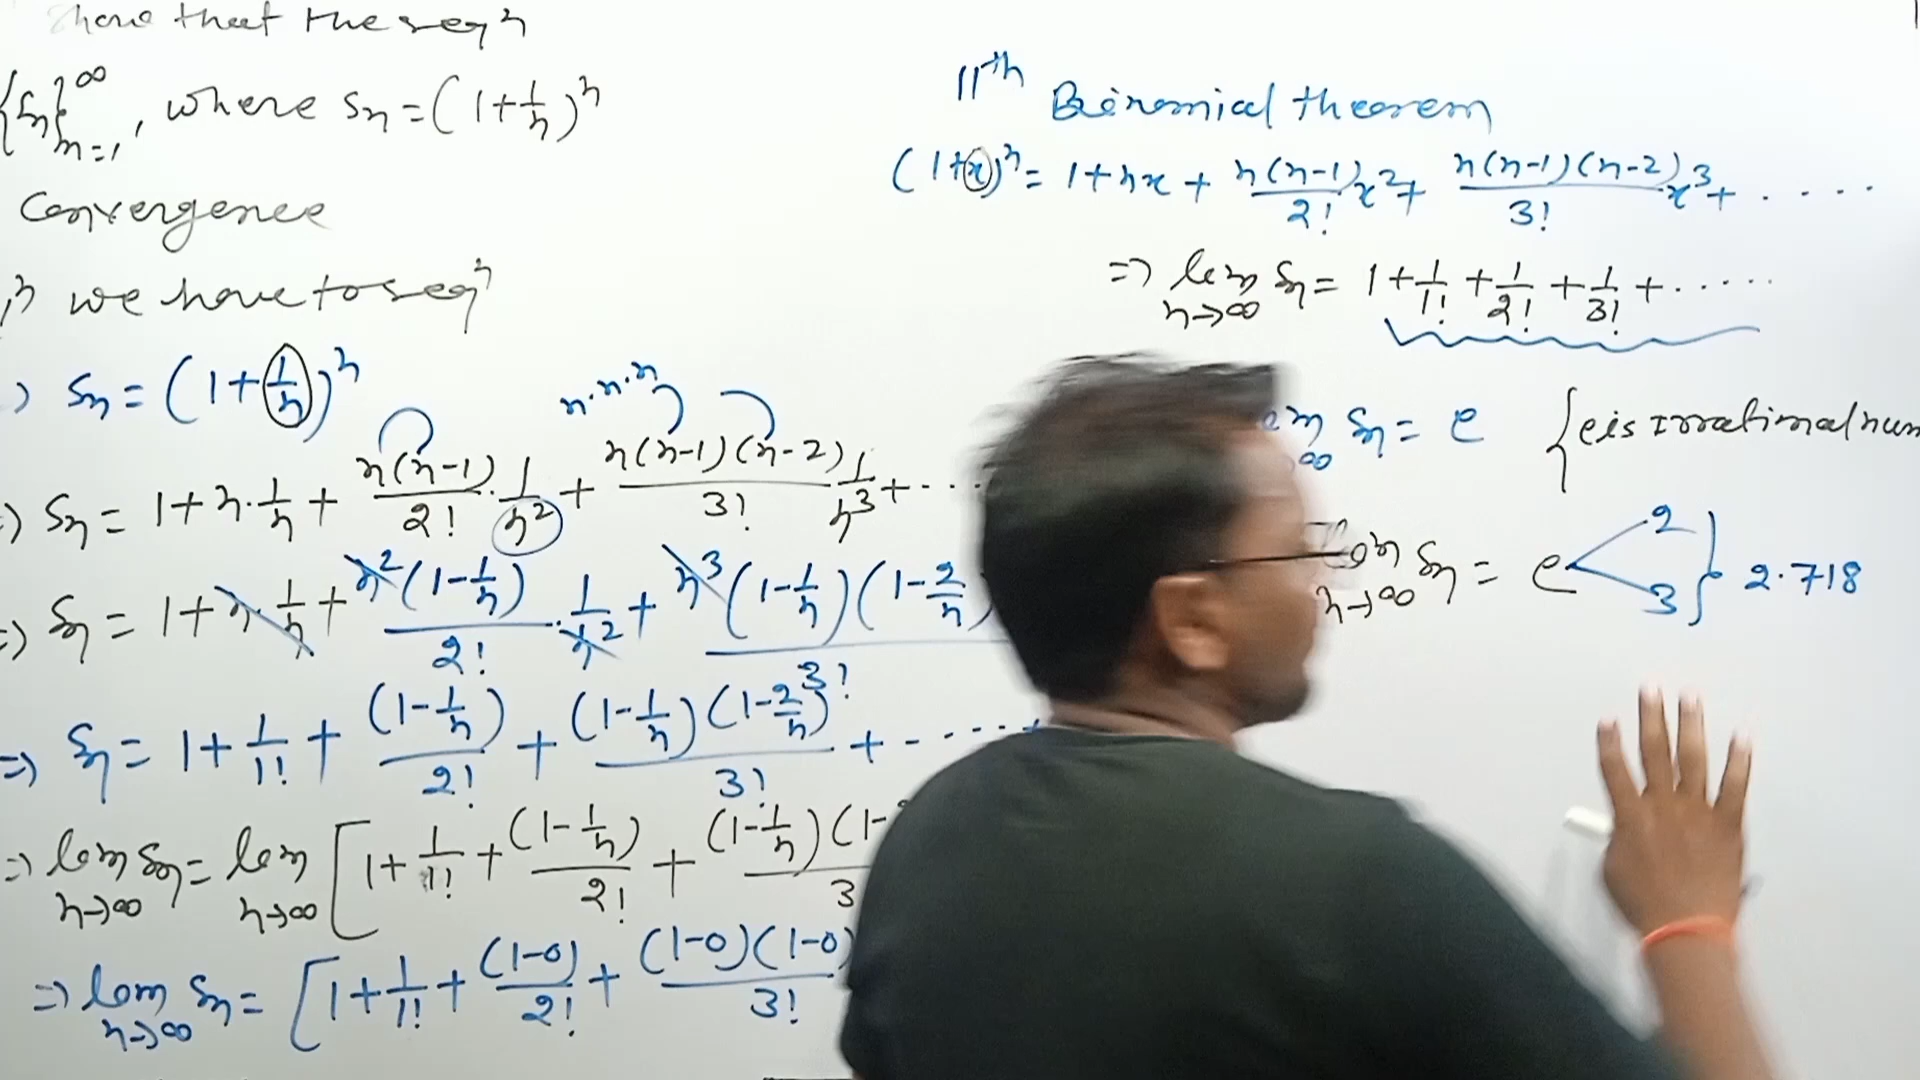 Show that the seqⁿ
{Sn}∞n=1, where Sn = (1+1/n)ⁿ
Convergence
we have to seqⁿ
⇒ Sn = (1+1/n)ⁿ
n·n·n
⇒ Sn = 1+n·1/n + n(n-1)/2! · 1/n² + n(n-1)(n-2)/3! · 1/n³ + ....
⇒ Sn = 1+n·1/n + n²(1-1/n)/2! · 1/n² + n³(1-1/n)(1-2/n)/3!
⇒ Sn = 1+1/1! + (1-1/n)/2! + (1-1/n)(1-2/n)/3! + ..... +
⇒ lim n→∞ Sn = lim n→∞ [1+1/1! + (1-1/n)/2! + (1-1/n)(1-
⇒ lim n→∞ Sn = [1+1/1! + (1-0)/2! + (1-0)(1-0)/3!
11th
Binomial theorem
(1+x)ⁿ = 1+nx + n(n-1)/2! x² + n(n-1)(n-2)/3! x³ + ....
⇒ lim n→∞ Sn = 1+1/1! + 1/2! + 1/3! + .....
Sn = e {e is irrational num
n→∞ Sn = e < 2 3 } 2.718